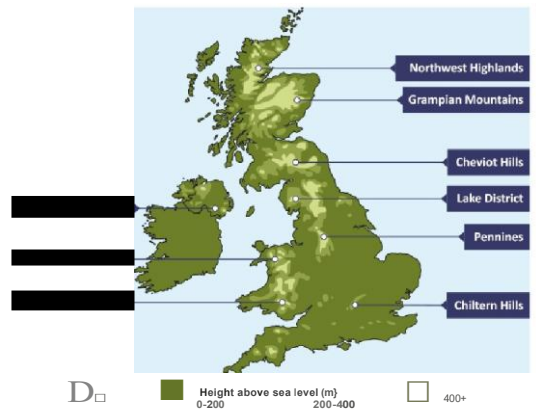 Northwest Highlands
Grampian Mountains
Cheviot Hills
Lake District
Pennines
Chiltern Hills
D□
Height above sea level (m}
0-200 200-400
400+